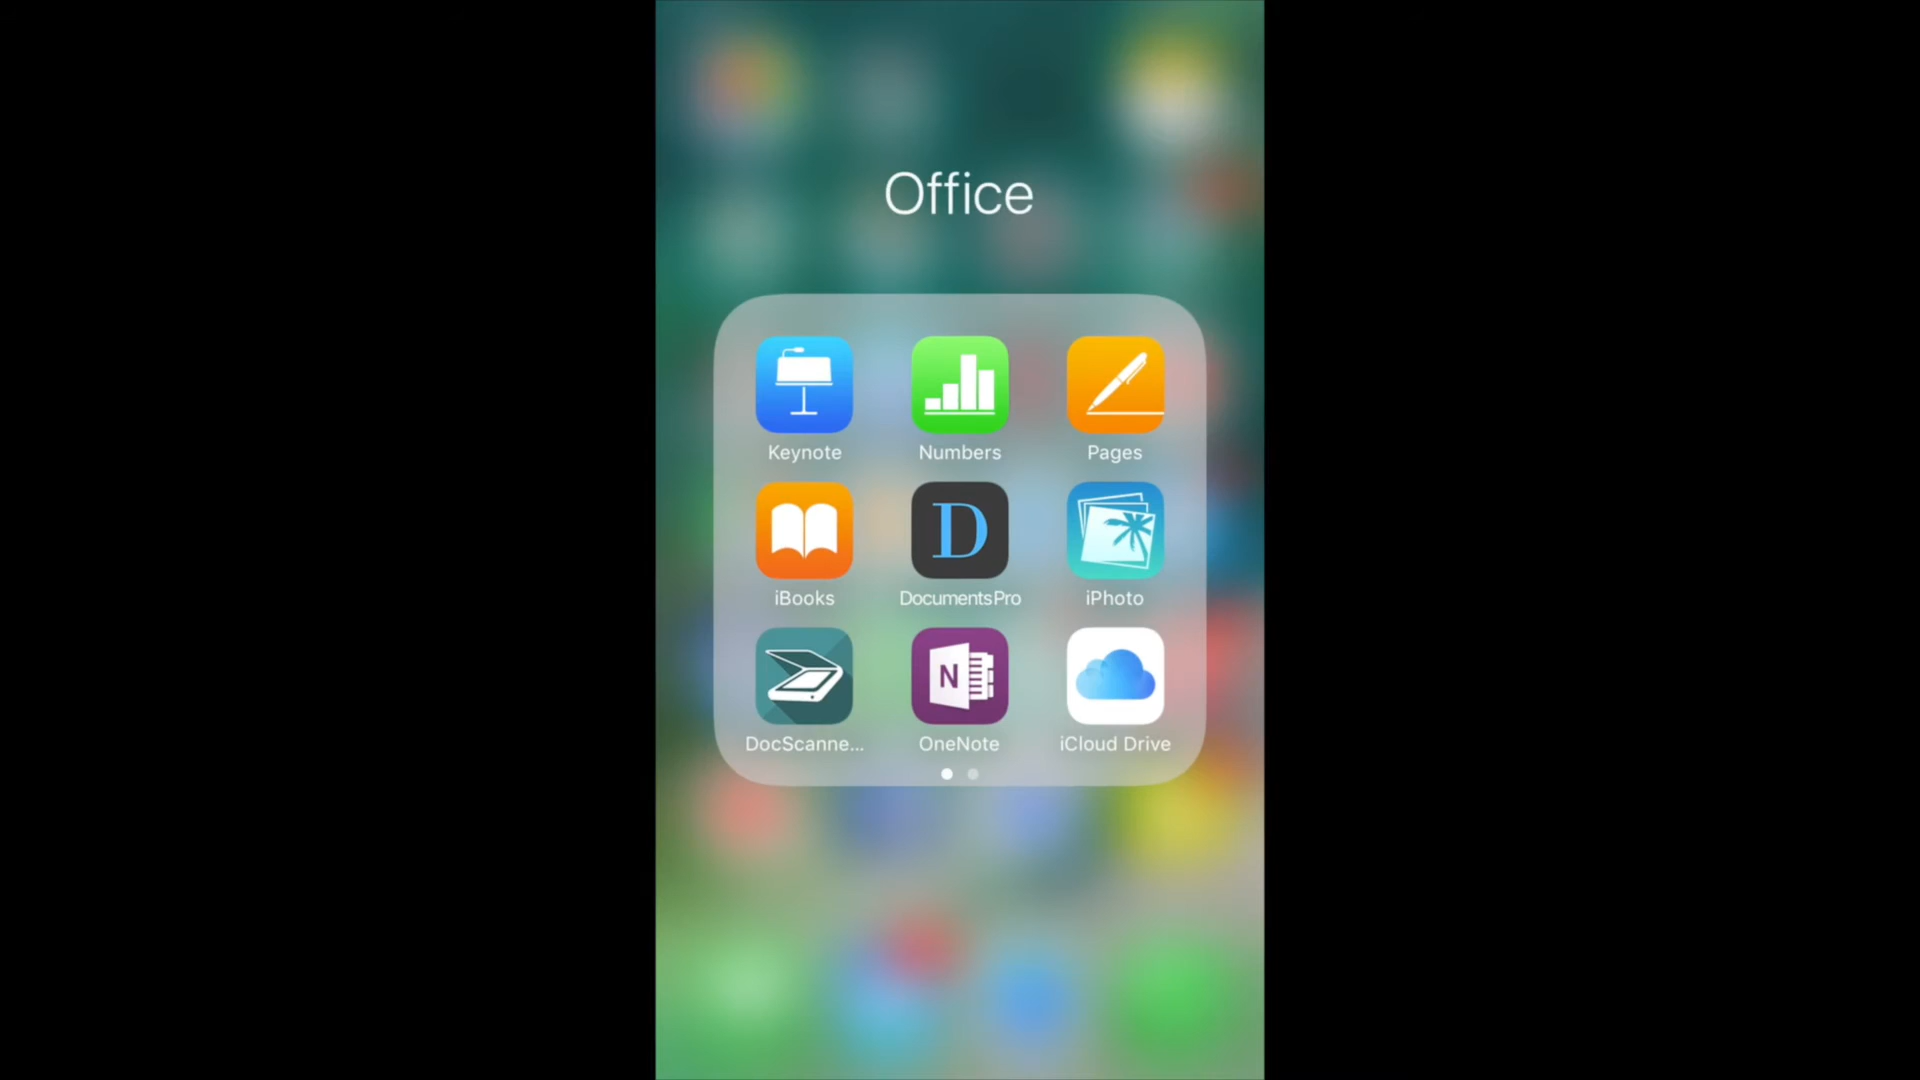 Office
Keynote Numbers Pages
iBooks DocumentsPro iPhoto
D
N
DocScanne... OneNote iCloud Drive